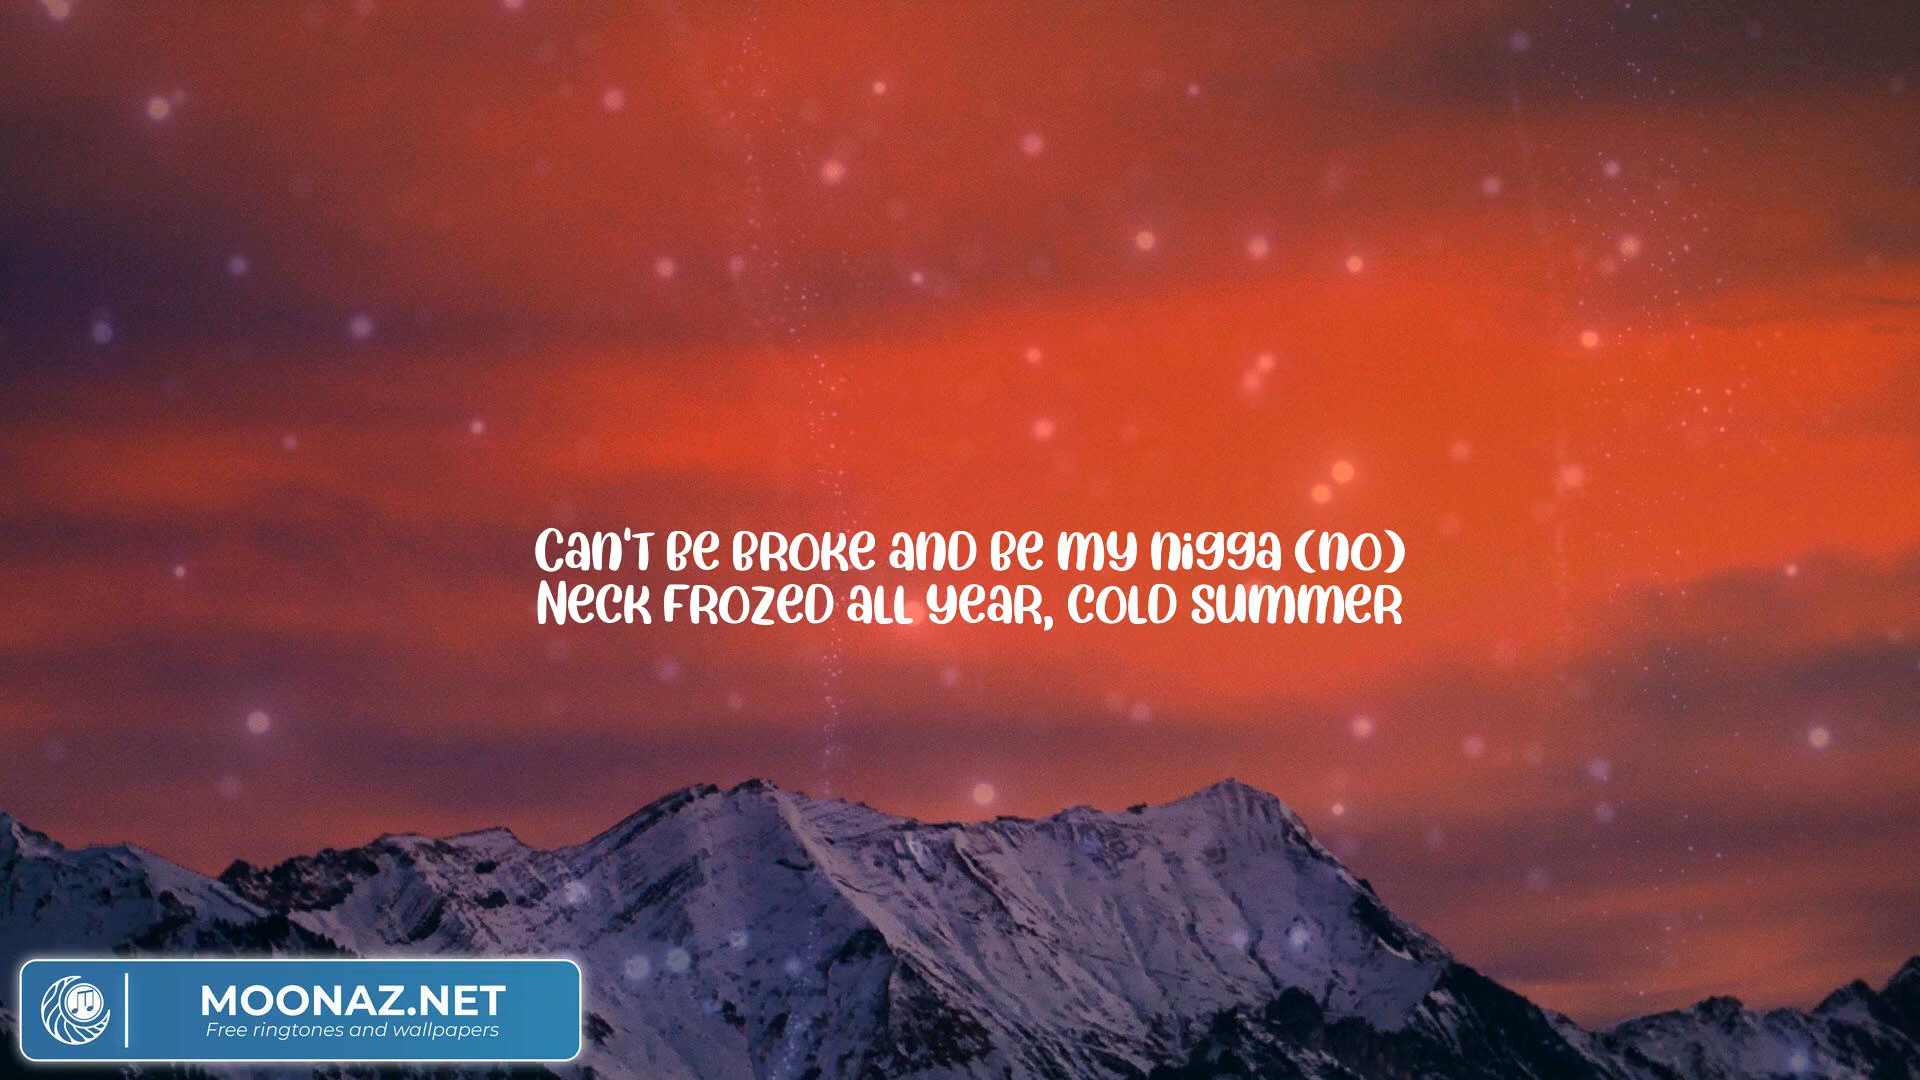 Can't be broke and be my nigga (no)
Neck frozed all year, cold summer
MOONAZ.NET
Free ringtones and wallpapers